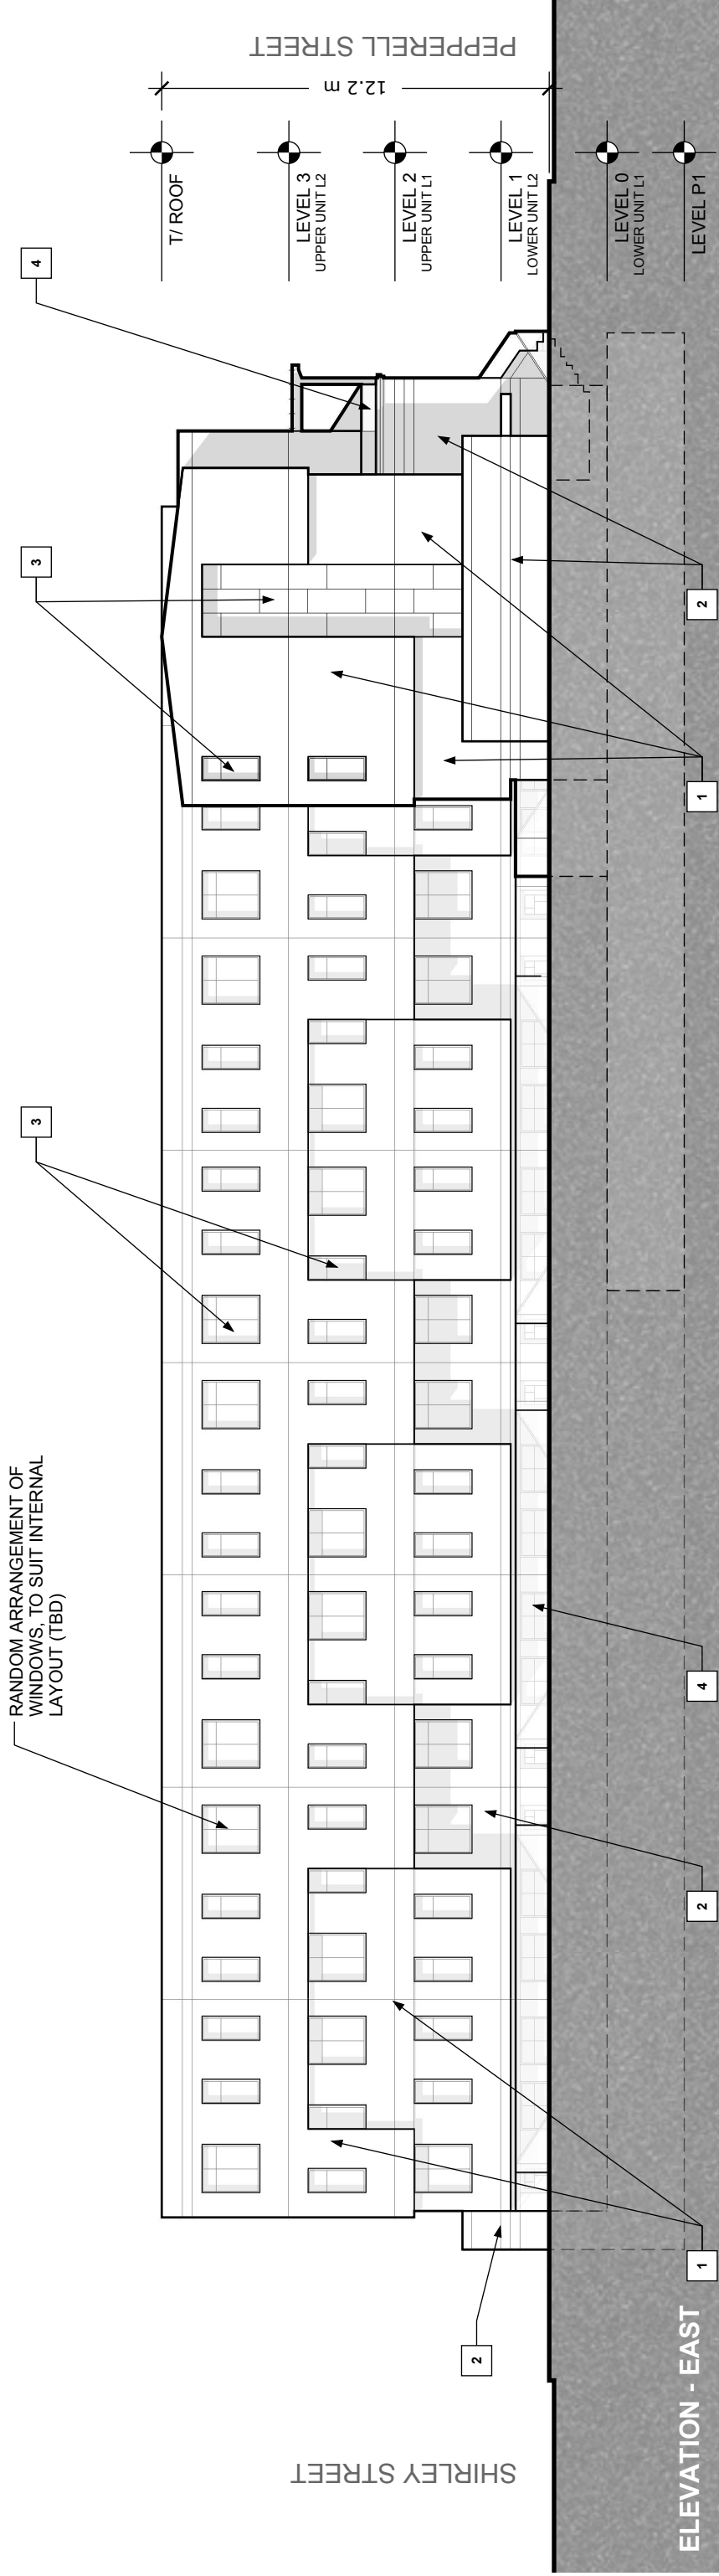 RANDOM ARRANGEMENT OF
WINDOWS, TO SUIT INTERNAL
LAYOUT (TBD)
3
3
4
T/ ROOF
LEVEL 3
UPPER UNIT L2
LEVEL 2
UPPER UNIT L1
LEVEL 1
LOWER UNIT L2
LEVEL 0
LOWER UNIT L1
LEVEL P1
12.2 m
PEPPERELL STREET
SHIRLEY STREET
2
1
2
4
1
2
ELEVATION - EAST